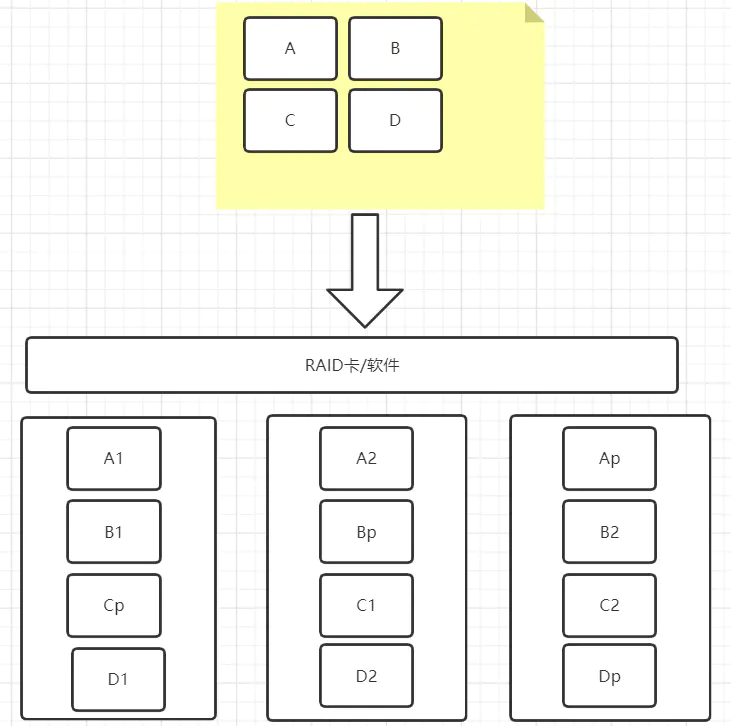 A B
C D
RAID卡/软件
A1 A2 Ap
B1 Bp B2
Cp C1 C2
D1 D2 Dp